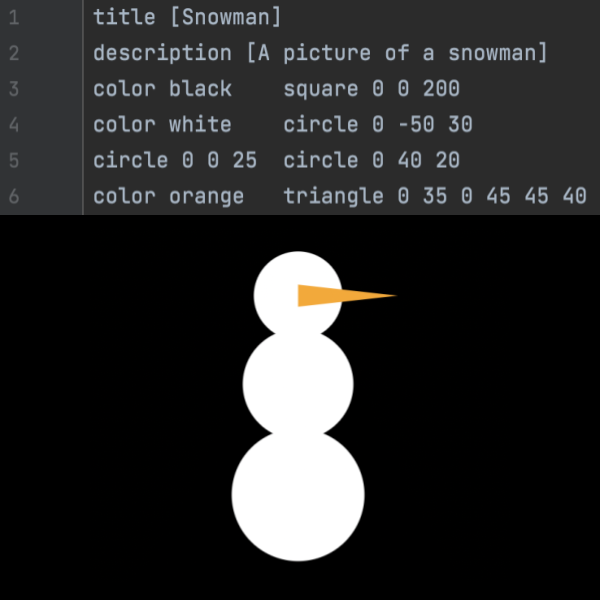 1 title [Snowman]
2 description [A picture of a snowman]
3 color black square 0 0 200
4 color white circle 0 -50 30
5 circle 0 0 25 circle 0 40 20
6 color orange triangle 0 35 0 45 45 40